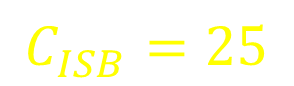 C_ISB = 25